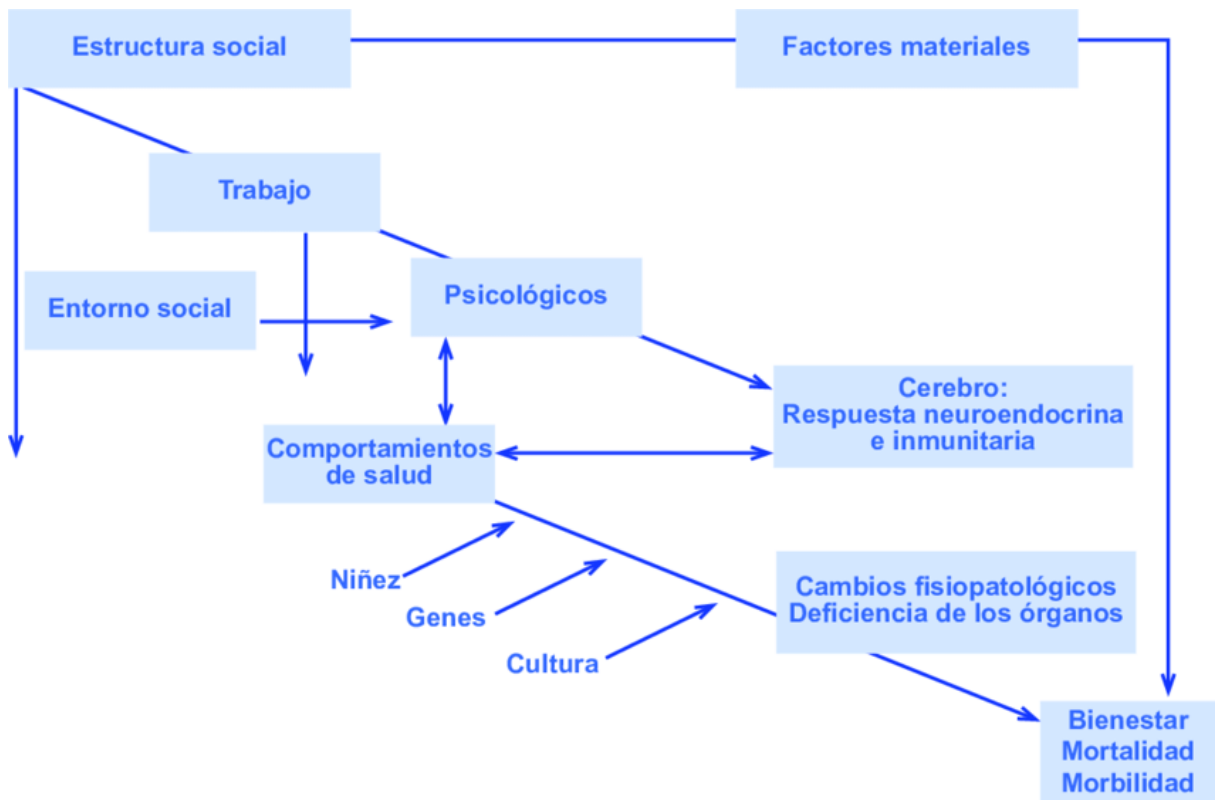 Estructura social
Factores materiales
Trabajo
Entorno social
Psicológicos
Cerebro:
Respuesta neuroendocrina
e inmunitaria
Comportamientos
de salud
Niñez
Genes
Cultura
Cambios fisiopatológicos
Deficiencia de los órganos
Bienestar
Mortalidad
Morbilidad